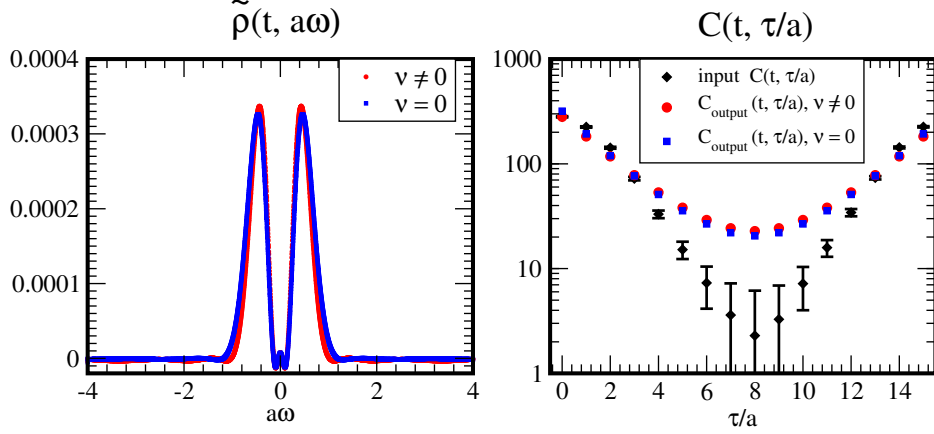 ρ̃(t, aω)
0.0004
0.0003
0.0002
0.0001
0
-4
-2
0
2
4
aω
ν ≠ 0
ν = 0
C(t, τ/a)
1000
100
10
1
0
2
4
6
8
10
12
14
τ/a
input C(t, τ/a)
C_output(t, τ/a), ν ≠ 0
C_output(t, τ/a), ν = 0